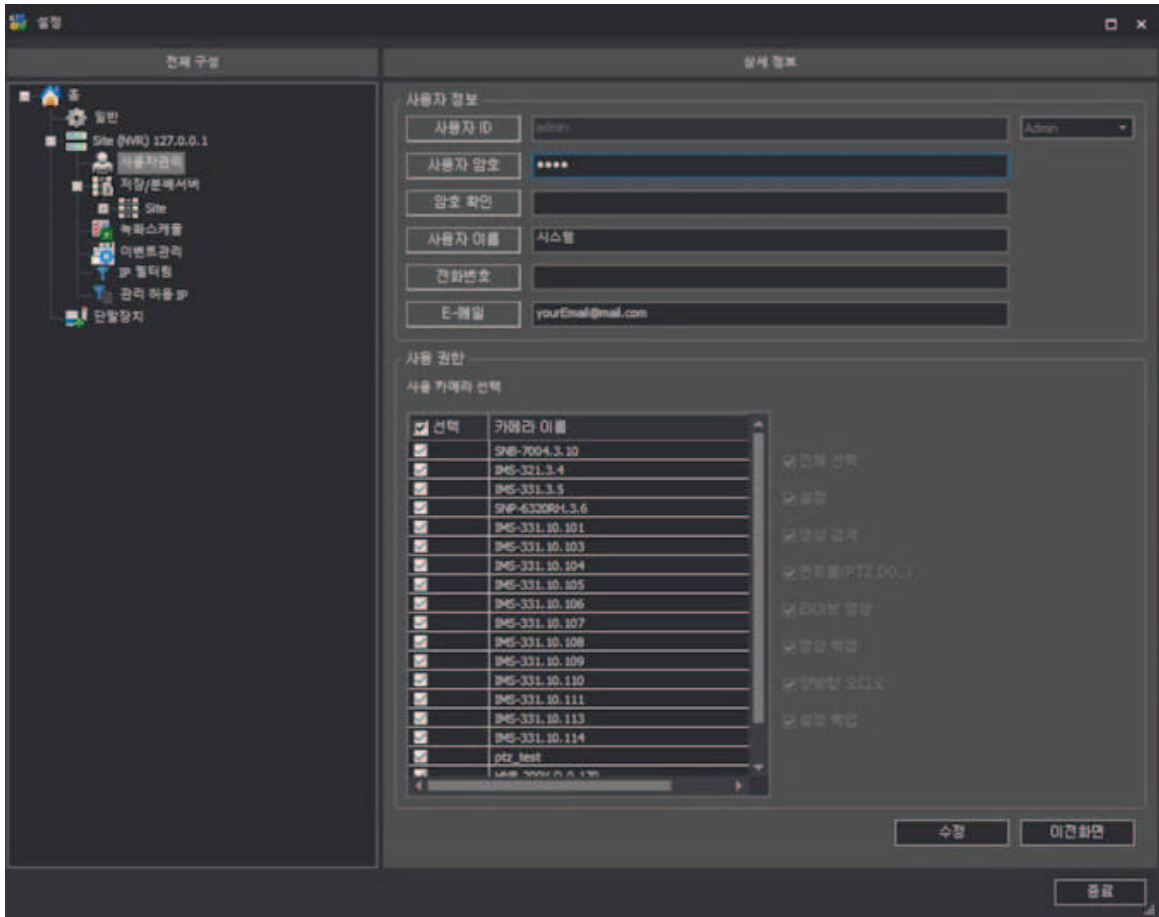 설정
전체 구성
상세 정보
홈
일반
Site (NVR) 127.0.0.1
사용자관리
저장/분배서버
Site
녹화스케줄
이벤트관리
IP 필터링
관리 허용 IP
단말장치
사용자 정보
사용자 ID
admin
Admin
사용자 암호
••••
암호 확인
사용자 이름
시스템
전화번호
E-메일
yourEmail@mail.com
사용 권한
사용 카메라 선택
선택 카메라 이름
SNB-7004.3.10
IMS-321.3.4
IMS-331.3.5
SNP-6320RH.3.6
IMS-331.10.101
IMS-331.10.103
IMS-331.10.104
IMS-331.10.105
IMS-331.10.106
IMS-331.10.107
IMS-331.10.108
IMS-331.10.109
IMS-331.10.110
IMS-331.10.111
IMS-331.10.113
IMS-331.10.114
ptz_test
전체 선택
설정
영상 검색
컨트롤(PTZ,DO..)
라이브 영상
영상 백업
양방향 오디오
설정 백업
수정
이전화면
종료